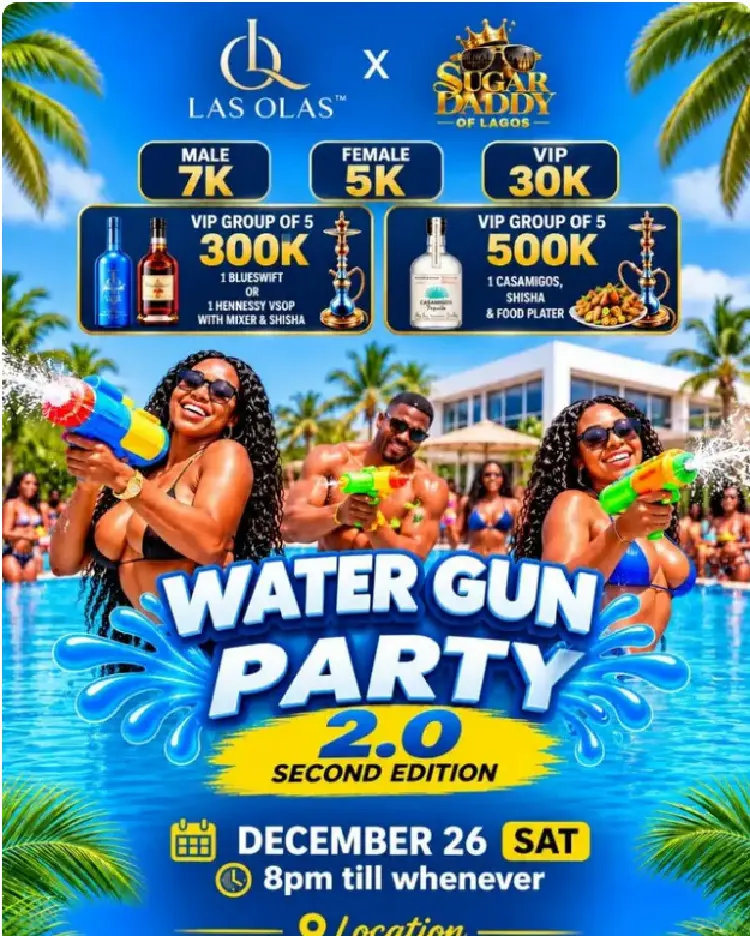 LAS OLAS™
X
SUGAR
DADDY
OF LAGOS
MALE
7K
FEMALE
5K
VIP
30K
VIP GROUP OF 5
300K
1 BLUESWIFT
OR
1 HENNESSY VSOP
WITH MIXER & SHISHA
VIP GROUP OF 5
500K
1 CASAMIGOS,
SHISHA
& FOOD PLATER
CASAMIGOS
Tequila
WATER GUN
PARTY
2.0
SECOND EDITION
DECEMBER 26 SAT
8pm till whenever
Location